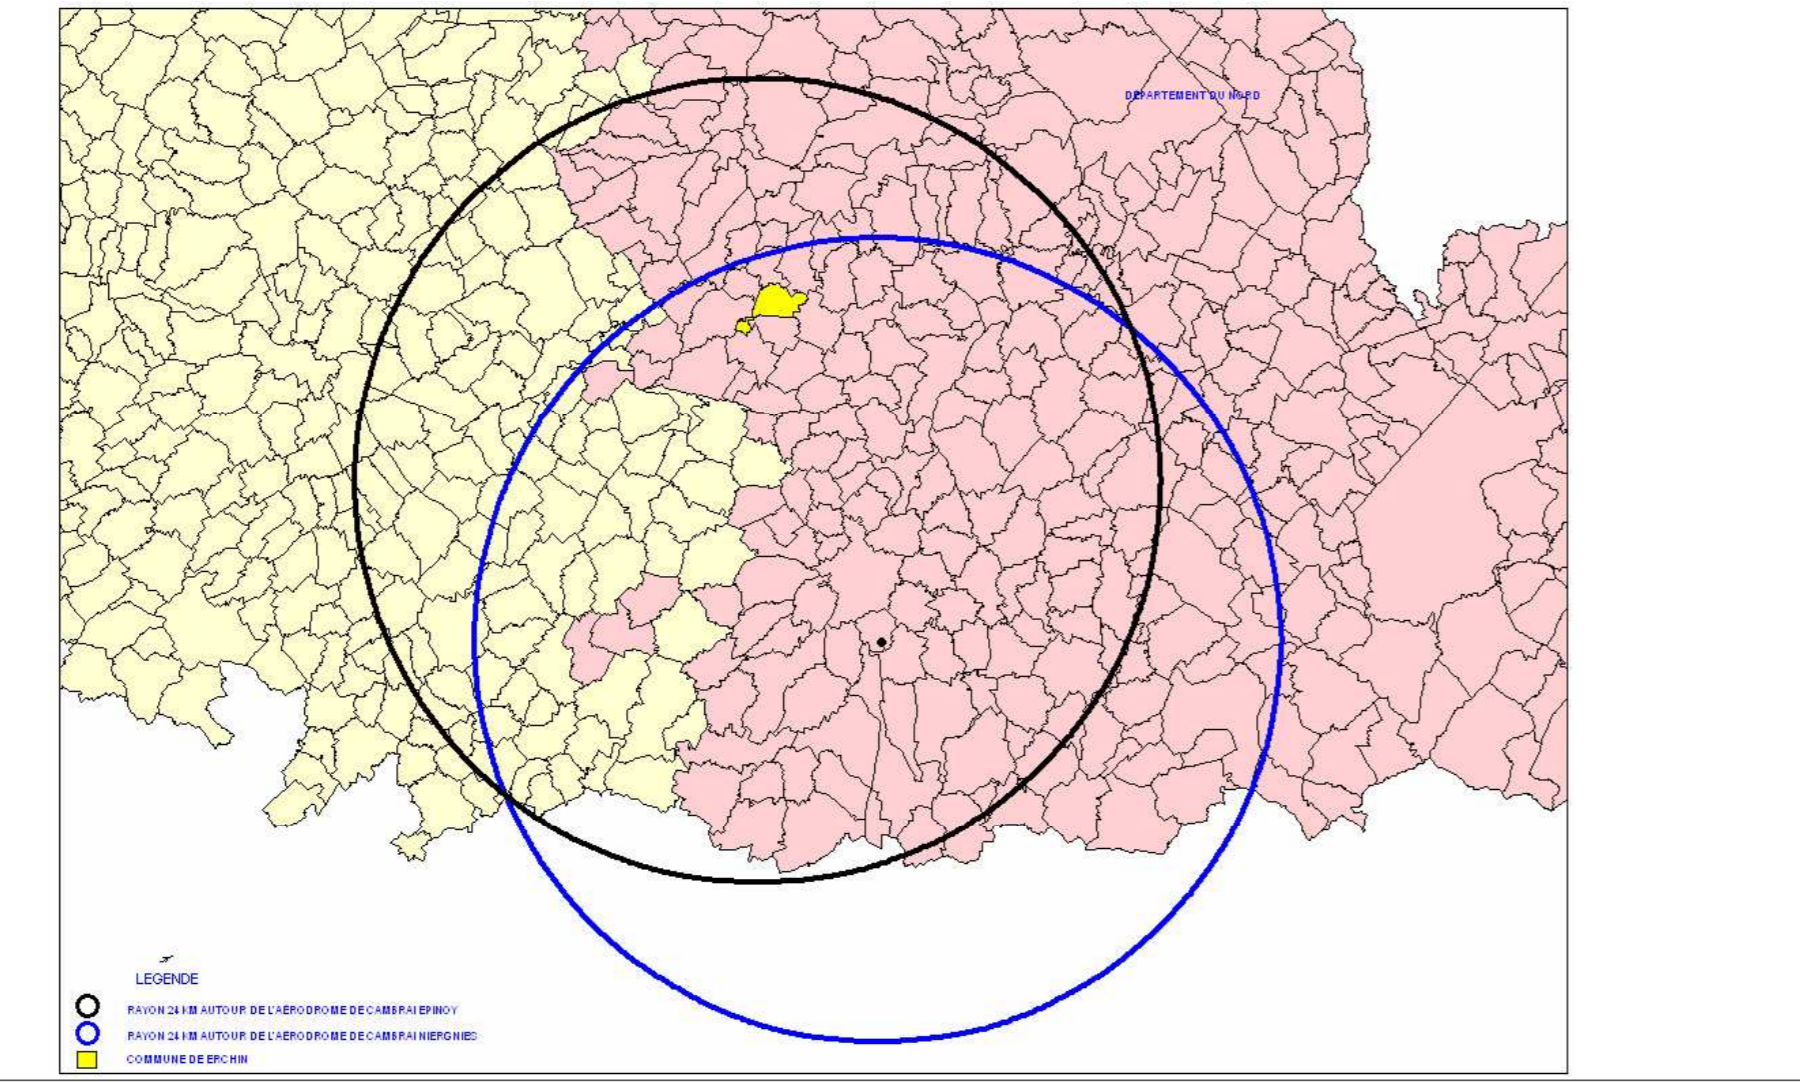 DÉPARTEMENT DU NORD
LEGENDE
RAYON 24 KM AUTOUR DE L'AÉRODROME DE CAMBRAI EPINOY
RAYON 24 KM AUTOUR DE L'AÉRODROME DE CAMBRAI NIERGNIES
COMMUNE DE ERCHIN